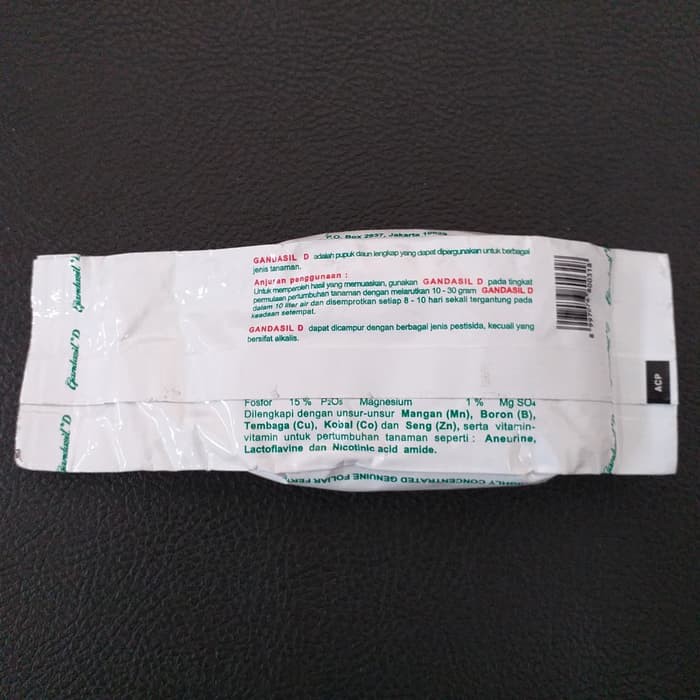 P.O. Box 2937, Jakarta
GANDASIL D adalah pupuk daun lengkap yang dapat dipergunakan untuk berbagai
jenis tanaman.
Anjuran penggunaan :
Untuk memperoleh hasil yang memuaskan, gunakan GANDASIL D pada tingkat
permulaan pertumbuhan tanaman dengan melarutkan 10 - 30 gram GANDASIL D
dalam 10 liter air dan disemprotkan setiap 8 - 10 hari sekali tergantung pada
keadaan setempat.
GANDASIL D dapat dicampur dengan berbagai jenis pestisida, kecuali yang
bersifat alkalis.
Fosfor 15 % P₂O₅ Magnesium 1 % Mg SO₄
Dilengkapi dengan unsur-unsur Mangan (Mn), Boron (B),
Tembaga (Cu), Kobal (Co) dan Seng (Zn), serta vitamin-
vitamin untuk pertumbuhan tanaman seperti : Aneurine,
Lactoflavine dan Nicotinic acid amide.
CONCENTRATED GENUINE FOLIAR
Gandasil D
Gandasil D
Gandasil D
ACP